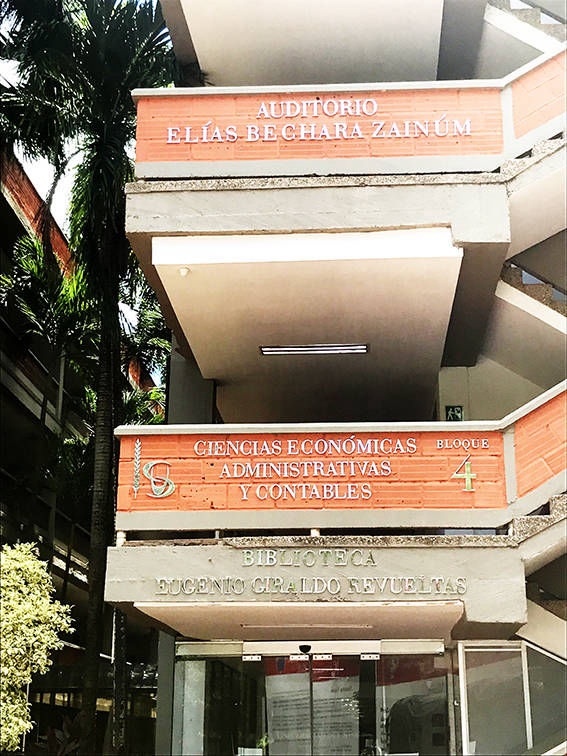 AUDITORIO
ELÍAS BECHARA ZAINÚM
CIENCIAS ECONÓMICAS
ADMINISTRATIVAS
Y CONTABLES
BLOQUE
4
BIBLIOTECA
EUGENIO GIRALDO REVUELTAS